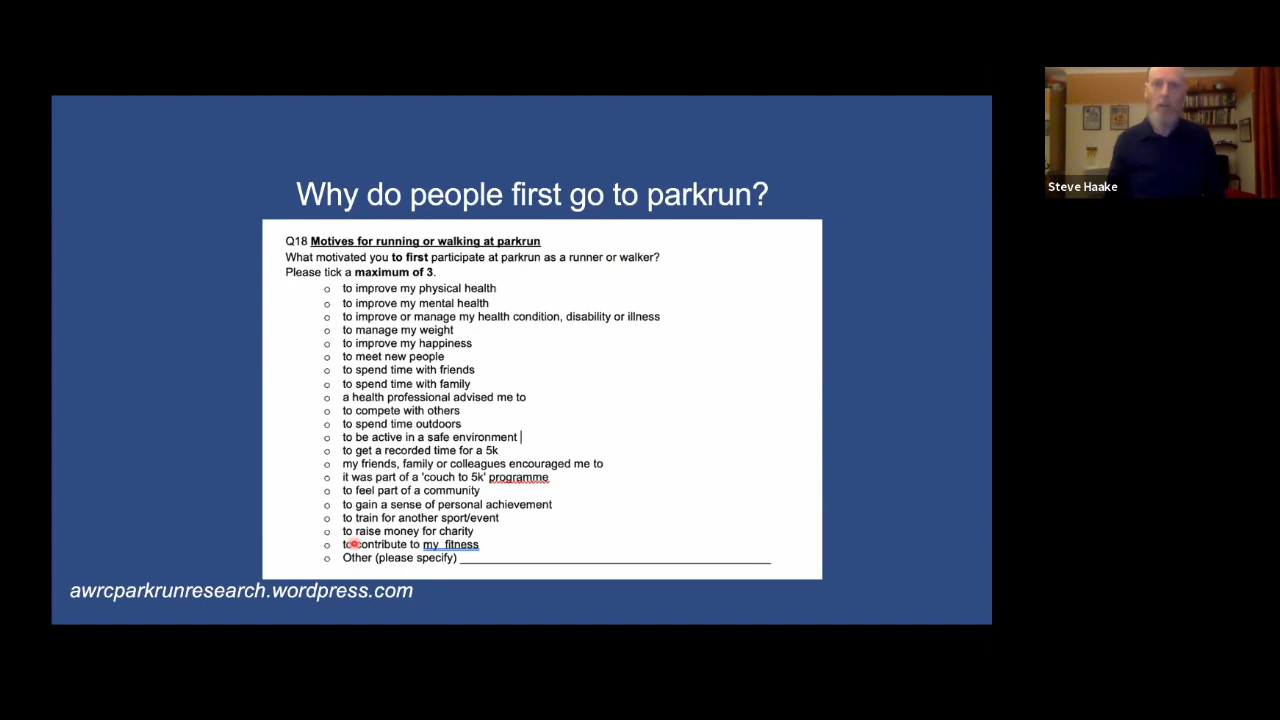 Why do people first go to parkrun?
Q18 Motives for running or walking at parkrun
What motivated you to first participate at parkrun as a runner or walker?
Please tick a maximum of 3.
o to improve my physical health
o to improve my mental health
o to improve or manage my health condition, disability or illness
o to manage my weight
o to improve my happiness
o to meet new people
o to spend time with friends
o to spend time with family
o a health professional advised me to
o to compete with others
o to spend time outdoors
o to be active in a safe environment
o to get a recorded time for a 5k
o my friends, family or colleagues encouraged me to
o it was part of a 'couch to 5k' programme
o to feel part of a community
o to gain a sense of personal achievement
o to train for another sport/event
o to raise money for charity
o to contribute to my fitness
o Other (please specify)
awrcparkrunresearch.wordpress.com
Steve Haake